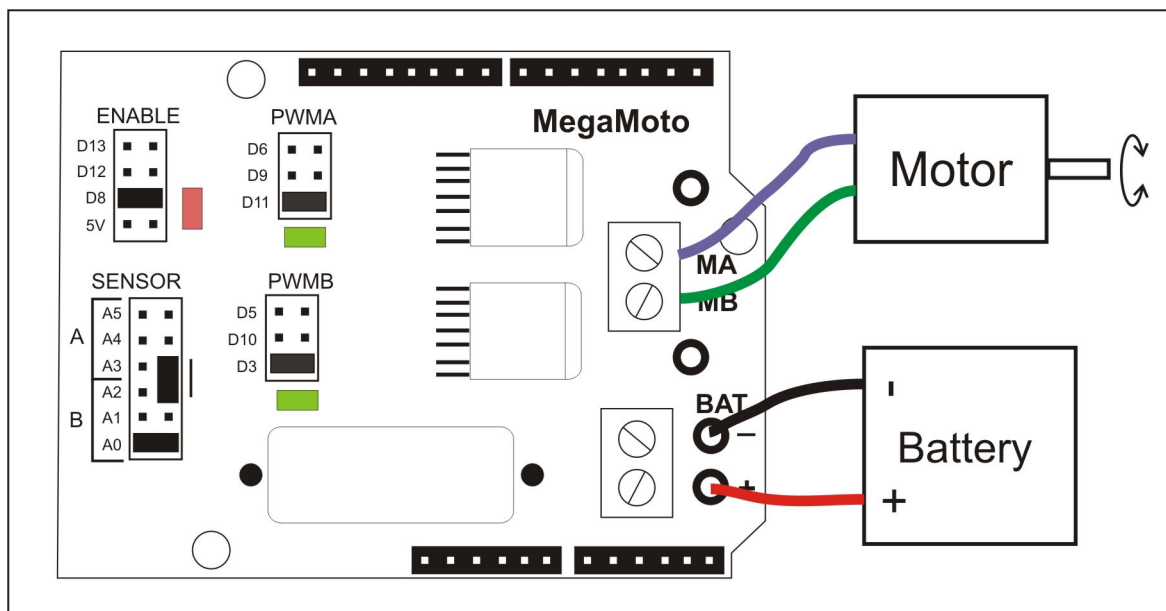 ENABLE
D13
D12
D8
5V
PWMA
D6
D9
D11
MegaMoto
SENSOR
A
A5
A4
A3
B
A2
A1
A0
PWMB
D5
D10
D3
MA
MB
BAT
–
+
Motor
-
Battery
+